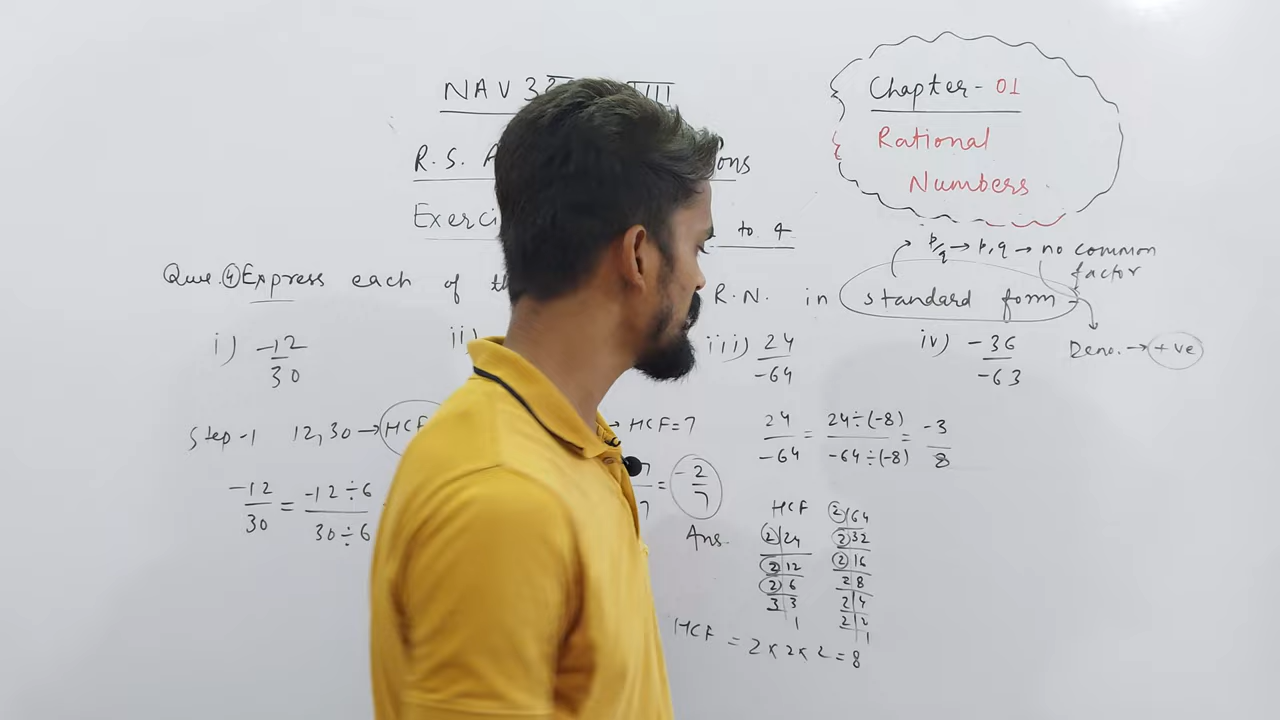 NAV 3 III
R.S. A ons
Exerci to 4
Chapter - 01
Rational
Numbers.
p/q → p,q → no common
factor
Que. 4 Express each of th R.N. in standard form -
Deno. → +ve
i) -12/30
ii)
iii) 24/-64
iv) -36/-63
Step-1 12,30 → HCF
→ HCF=7
-12/30 = -12÷6/30÷6
= -2/7
Ans.
24/-64 = 24÷(-8)/-64÷(-8) = -3/8
HCF
2 24
2 12
2 6
3 3
1
2 64
2 32
2 16
2 8
2 4
2 2
1
HCF = 2×2×2=8